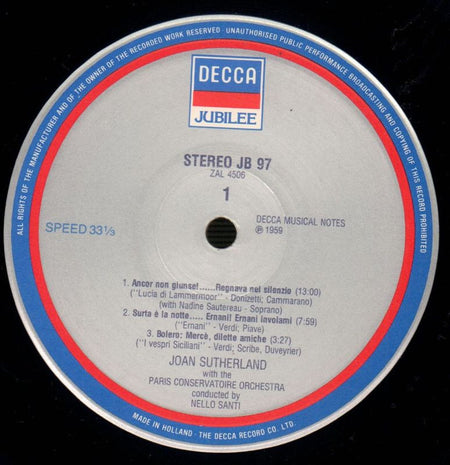 ALL RIGHTS OF THE MANUFACTURER AND OF THE OWNER OF THE RECORDED WORK RESERVED · UNAUTHORISED PUBLIC PERFORMANCE BROADCASTING AND COPYING OF THIS RECORD PROHIBITED
DECCA
JUBILEE
STEREO JB 97
ZAL 4506
1
DECCA MUSICAL NOTES
℗ 1959
SPEED 33⅓
1. Ancor non giunse!......Regnava nel silenzio (13:00)
("Lucia di Lammermoor" - Donizetti; Cammarano)
(with Nadine Sautereau - Soprano)
2. Surta è la notte..... Ernani! Ernani involami (7:59)
("Ernani" - Verdi; Piave)
3. Bolero: Mercè, dilette amiche (3:27)
("I vespri Siciliani" - Verdi; Scribe, Duveyrier)
JOAN SUTHERLAND
with the
PARIS CONSERVATOIRE ORCHESTRA
conducted by
NELLO SANTI
MADE IN HOLLAND · THE DECCA RECORD CO. LTD.